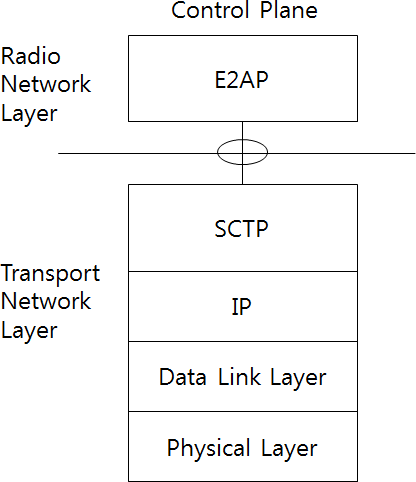 Control Plane
Radio
Network
Layer
E2AP
SCTP
Transport
Network
Layer
IP
Data Link Layer
Physical Layer